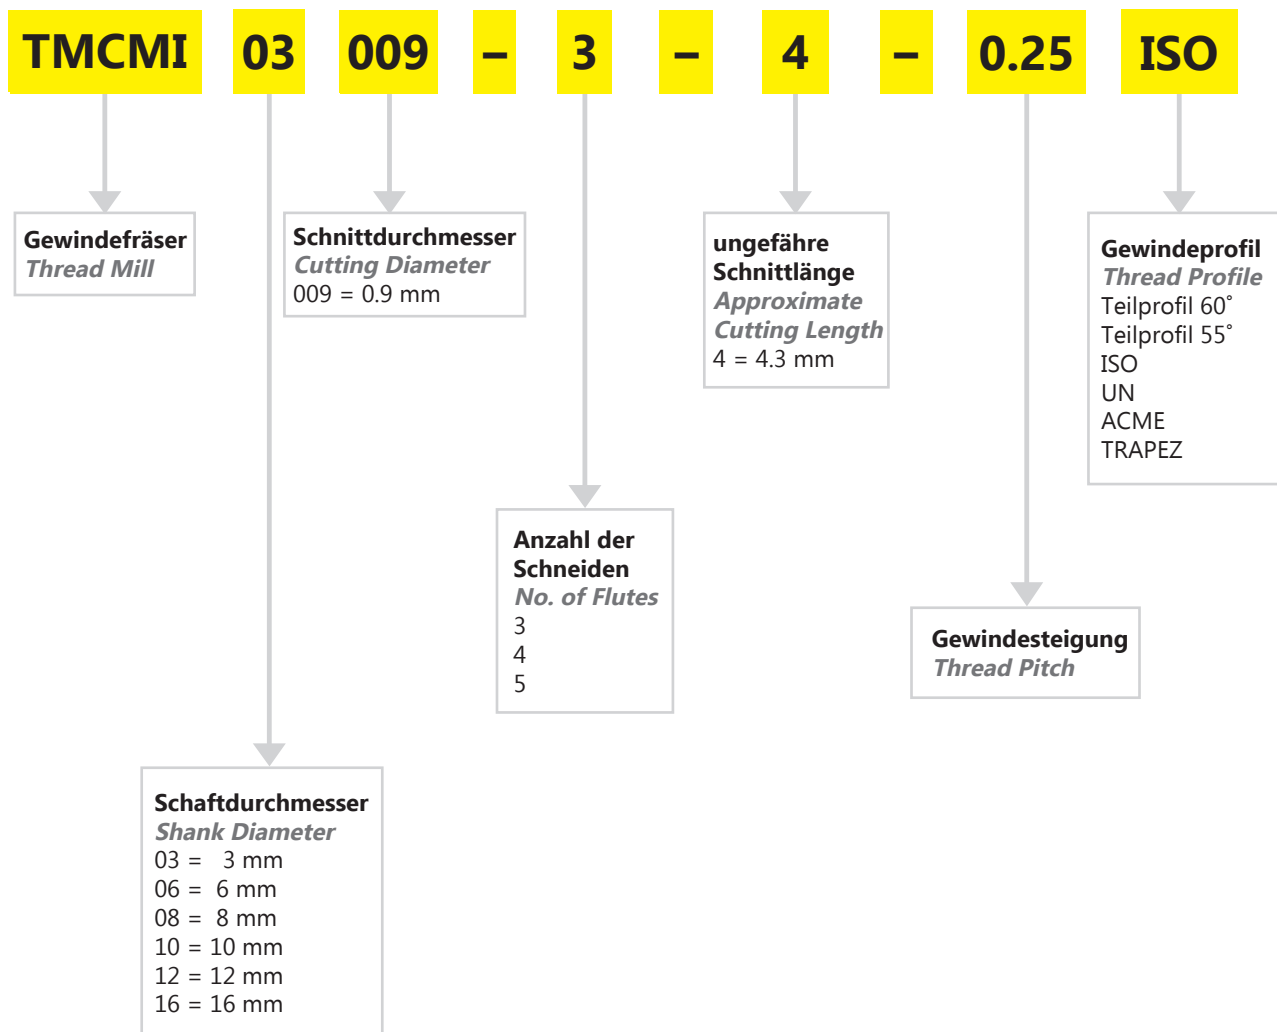 TMCMI 03 009 – 3 – 4 – 0.25 ISO
Gewindefräser
Thread Mill
Schnittdurchmesser
Cutting Diameter
009 = 0.9 mm
ungefähre
Schnittlänge
Approximate
Cutting Length
4 = 4.3 mm
Gewindeprofil
Thread Profile
Teilprofil 60°
Teilprofil 55°
ISO
UN
ACME
TRAPEZ
Anzahl der
Schneiden
No. of Flutes
3
4
5
Gewindesteigung
Thread Pitch
Schaftdurchmesser
Shank Diameter
03 = 3 mm
06 = 6 mm
08 = 8 mm
10 = 10 mm
12 = 12 mm
16 = 16 mm